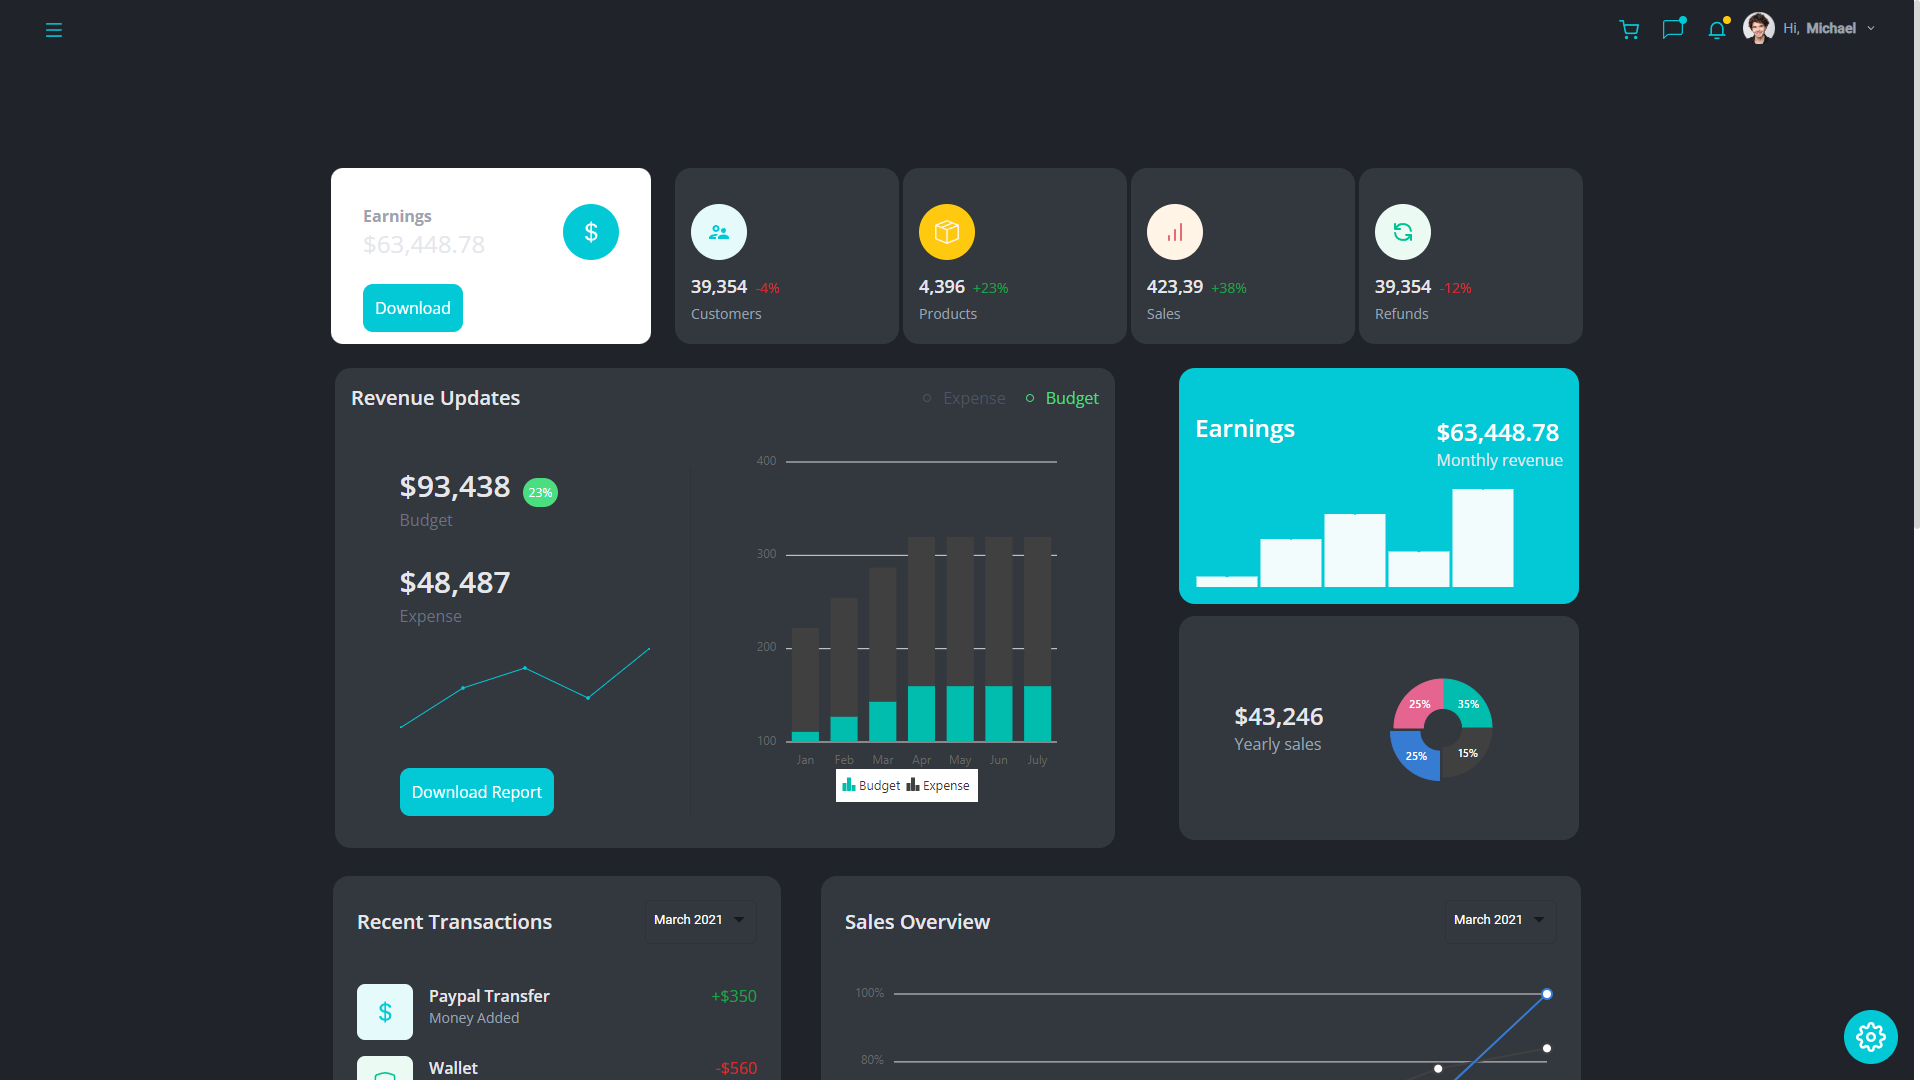 Hi, Michael
Earnings
$63,448.78
Download
39,354 -4%
Customers
4,396 +23%
Products
423,39 +38%
Sales
39,354 -12%
Refunds
Revenue Updates
Expense
Budget
$93,438 23%
Budget
$48,487
Expense
Download Report
400
300
200
100
Jan Feb Mar Apr May Jun July
Budget Expense
Earnings
$63,448.78
Monthly revenue
$43,246
Yearly sales
25% 35%
25% 15%
Recent Transactions
March 2021
Paypal Transfer +$350
Money Added
Wallet -$560
Sales Overview
March 2021
100%
80%